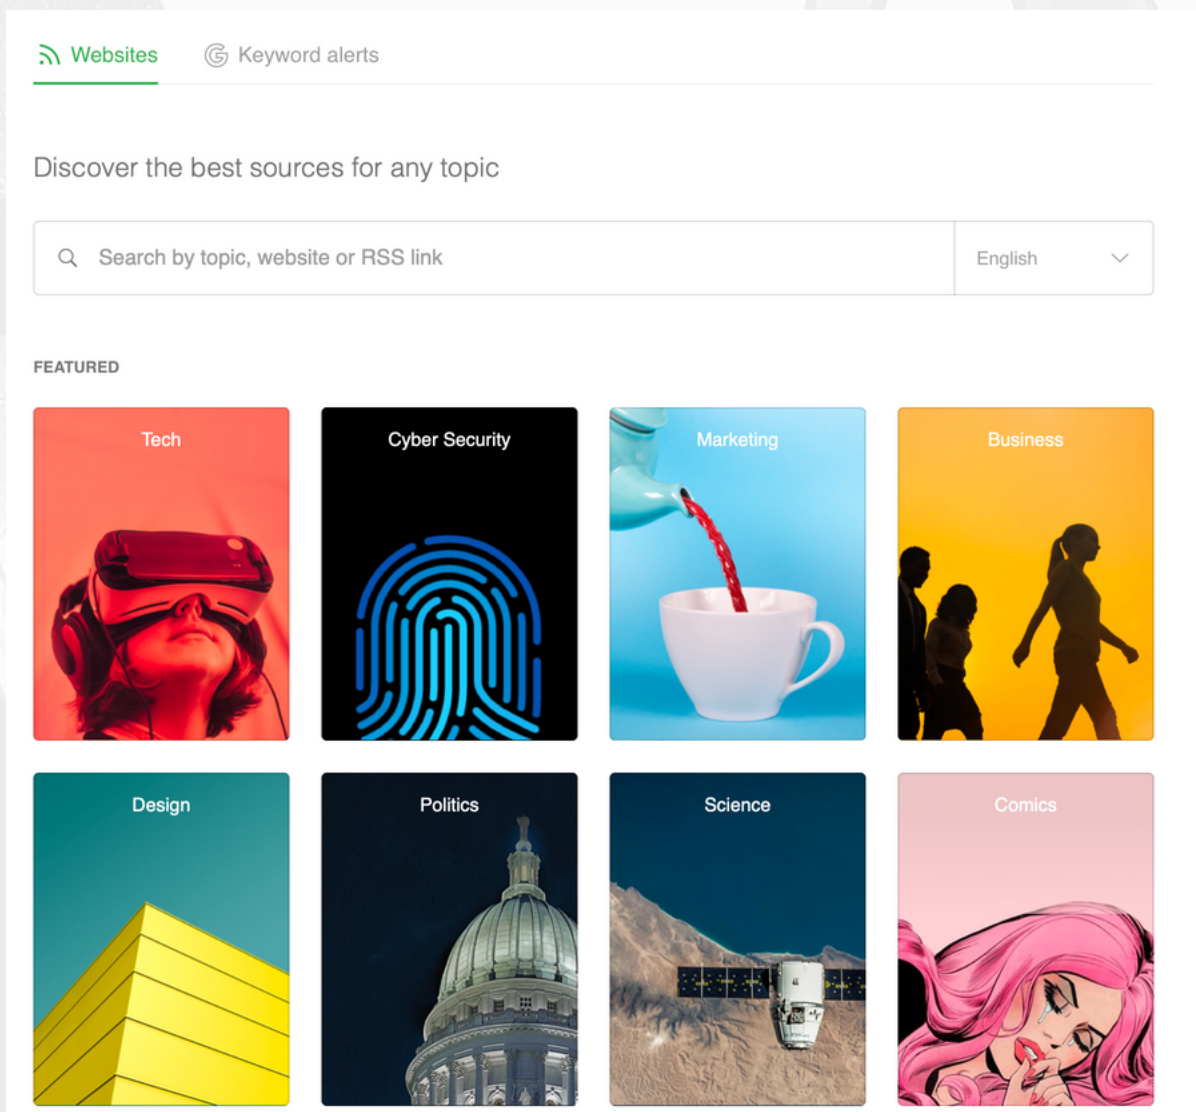 Websites
Keyword alerts
Discover the best sources for any topic
Search by topic, website or RSS link
English
FEATURED
Tech
Cyber Security
Marketing
Business
Design
Politics
Science
Comics